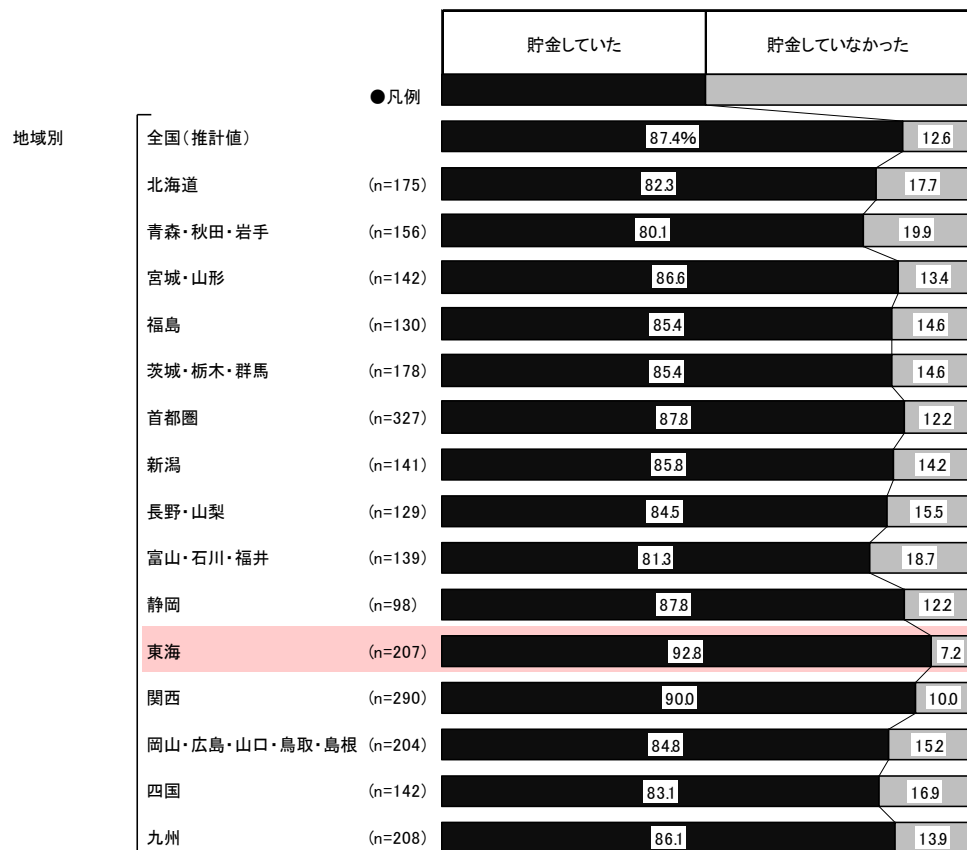 貯金していた 貯金していなかった
●凡例
地域別 全国(推計値) 87.4% 12.6
北海道 (n=175) 82.3 17.7
青森・秋田・岩手 (n=156) 80.1 19.9
宮城・山形 (n=142) 86.6 13.4
福島 (n=130) 85.4 14.6
茨城・栃木・群馬 (n=178) 85.4 14.6
首都圏 (n=327) 87.8 12.2
新潟 (n=141) 85.8 14.2
長野・山梨 (n=129) 84.5 15.5
富山・石川・福井 (n=139) 81.3 18.7
静岡 (n=98) 87.8 12.2
東海 (n=207) 92.8 7.2
関西 (n=290) 90.0 10.0
岡山・広島・山口・鳥取・島根 (n=204) 84.8 15.2
四国 (n=142) 83.1 16.9
九州 (n=208) 86.1 13.9